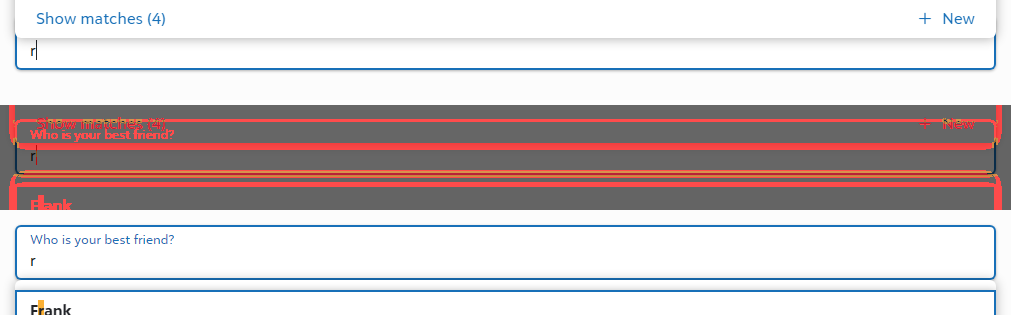 Show matches (4) + New
r
Show matches (4) + New
Who is your best friend?
r
Frank
Who is your best friend?
r
Frank